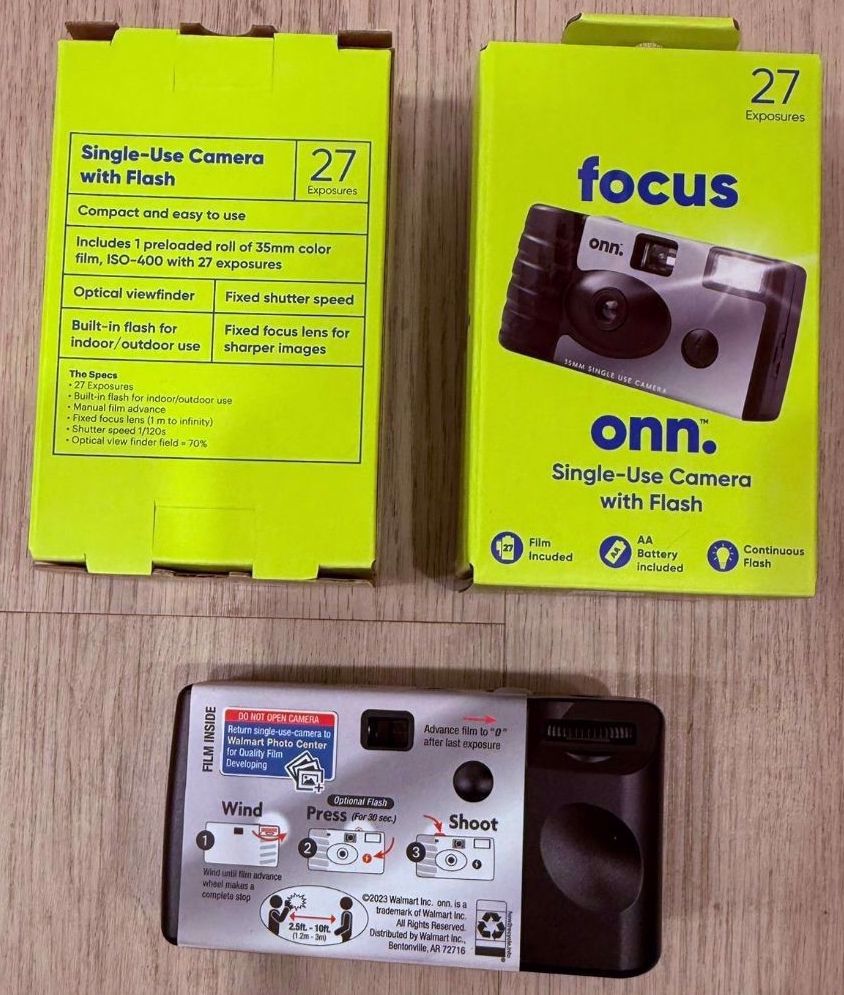 Single-Use Camera
with Flash
27
Exposures
Compact and easy to use
Includes 1 preloaded roll of 35mm color
film, ISO-400 with 27 exposures
Optical viewfinder
Fixed shutter speed
Built-in flash for
indoor/outdoor use
Fixed focus lens for
sharper images
The Specs
• 27 Exposures
• Built-in flash for indoor/outdoor use
• Manual film advance
• Fixed focus lens (1 m to infinity)
• Shutter speed 1/120s
• Optical view finder field = 70%
27
Exposures
focus
onn.
35MM SINGLE USE CAMERA
onn.™
Single-Use Camera
with Flash
27
Film
Incuded
AA
AA
Battery
included
Continuous
Flash
FILM INSIDE
DO NOT OPEN CAMERA
Return single-use-camera to
Walmart Photo Center
for Quality Film
Developing
Advance film to "0"
after last exposure
Wind
1
Wind until film advance
wheel makes a
complete stop
Optional Flash
Press (For 30 sec.)
2
Shoot
3
2.5ft. - 10ft.
(1.2m - 3m)
©2023 Walmart Inc. onn. is a
trademark of Walmart Inc.
All Rights Reserved.
Distributed by Walmart Inc.,
Bentonville, AR 72716
how2recycle.info